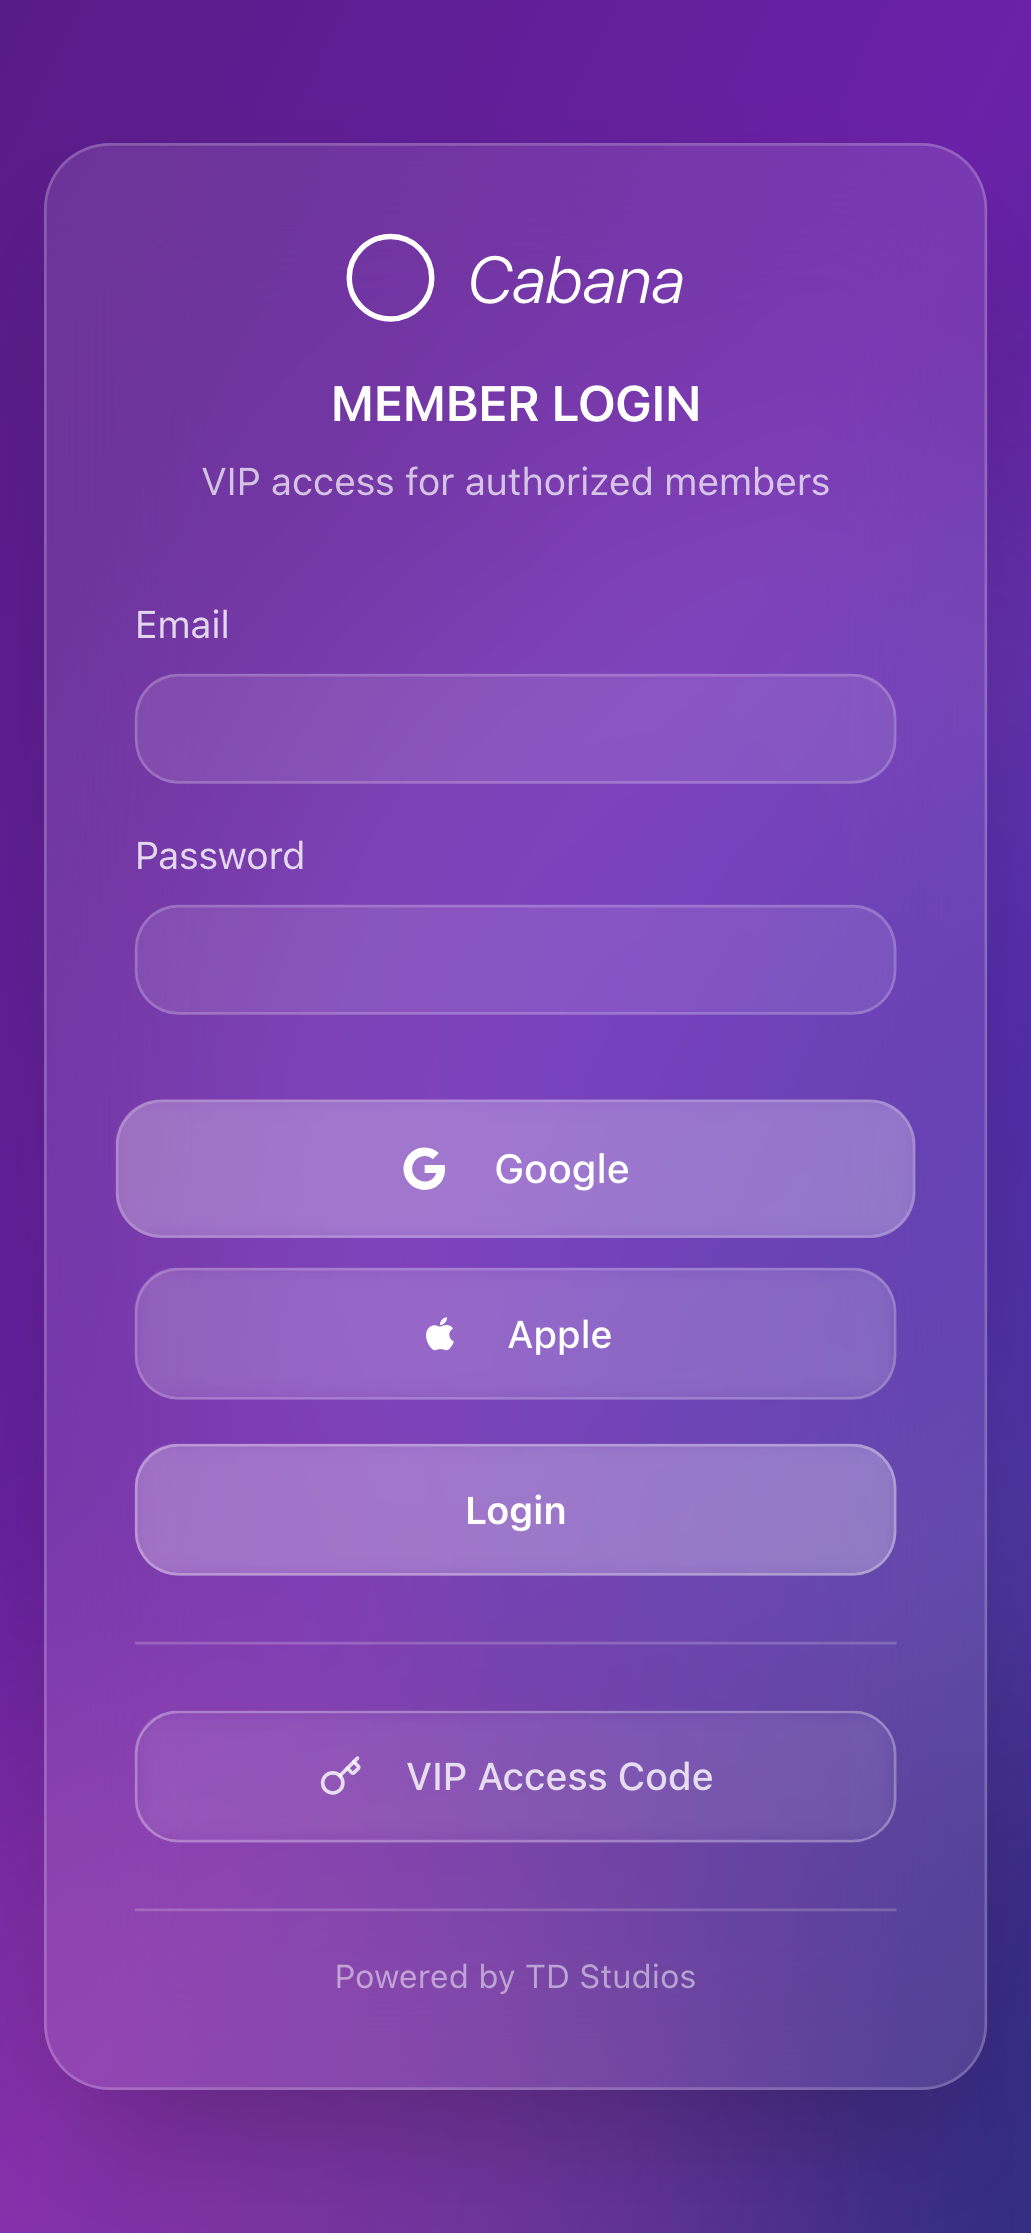 Cabana
MEMBER LOGIN
VIP access for authorized members
Email
Password
Google
Apple
Login
VIP Access Code
Powered by TD Studios